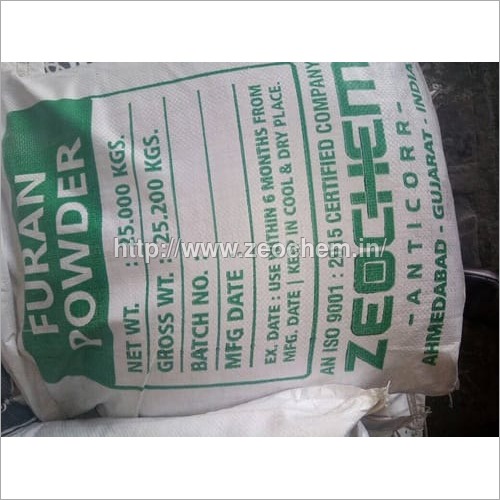 FURAN
POWDER
NET WT. : 25.000 KGS.
GROSS WT. : 25.200 KGS.
BATCH NO.
MFG DATE
EX. DATE : USE WITHIN 6 MONTHS FROM
MFG. DATE | KEEP IN COOL & DRY PLACE.
AN ISO 9001 : 2015 CERTIFIED COMPANY
ZEOCHEM
- ANTICORR -
AHMEDABAD - GUJARAT - INDIA
http://www.zeochem.in/